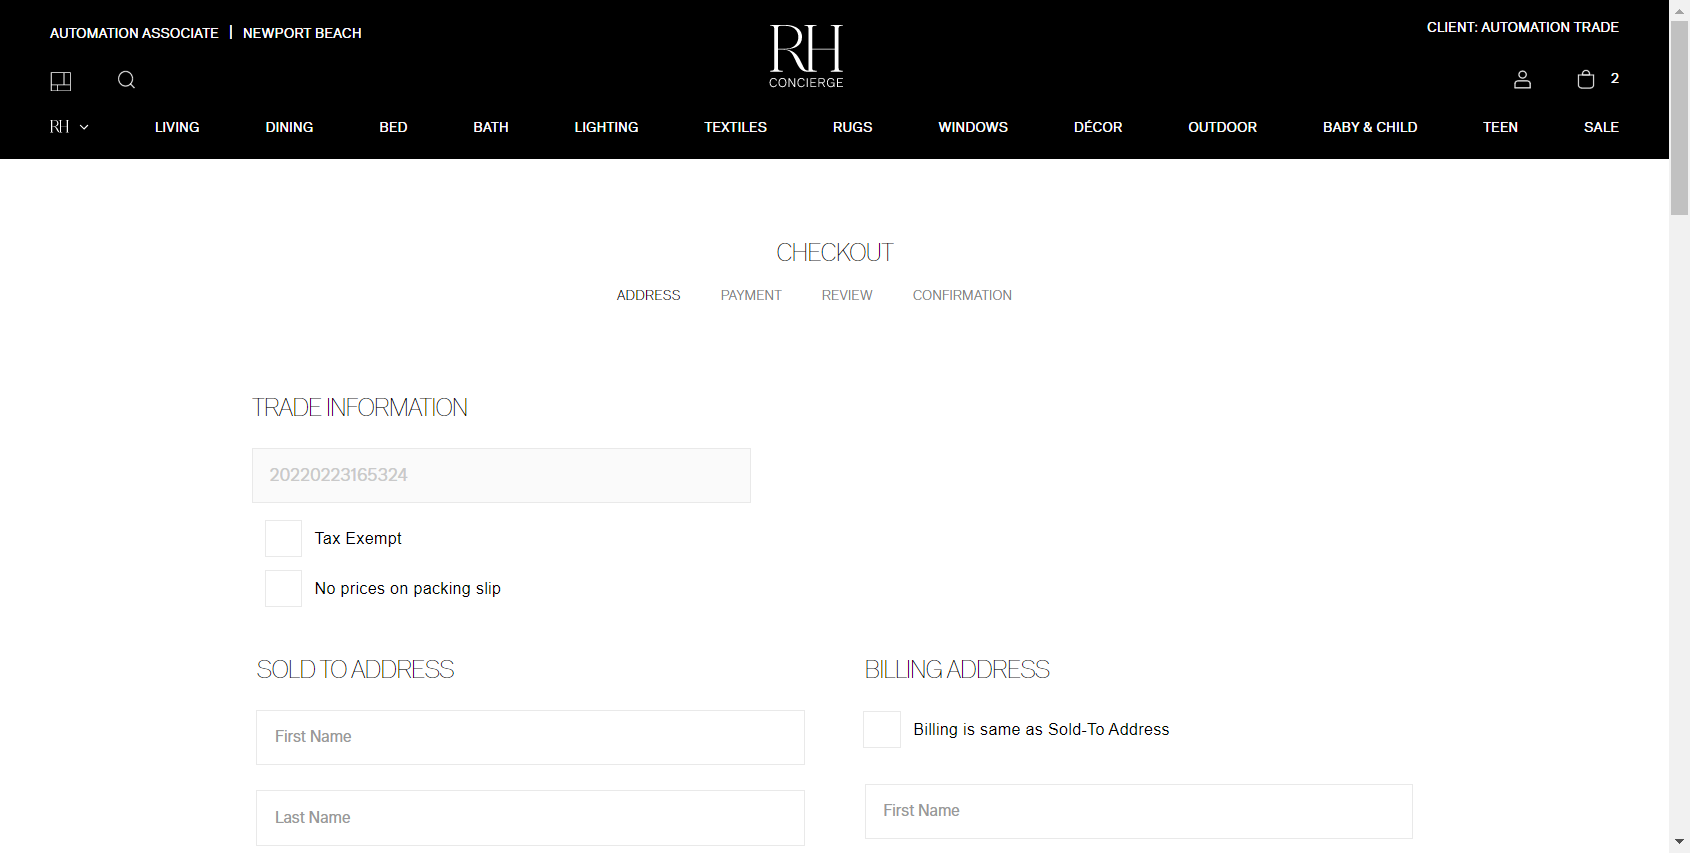 AUTOMATION ASSOCIATE | NEWPORT BEACH
CLIENT: AUTOMATION TRADE
RH
CONCIERGE
2
RH LIVING DINING BED BATH LIGHTING TEXTILES RUGS WINDOWS DÉCOR OUTDOOR BABY & CHILD TEEN SALE
CHECKOUT
ADDRESS PAYMENT REVIEW CONFIRMATION
TRADE INFORMATION
20220223165324
Tax Exempt
No prices on packing slip
SOLD TO ADDRESS
First Name
Last Name
BILLING ADDRESS
Billing is same as Sold-To Address
First Name